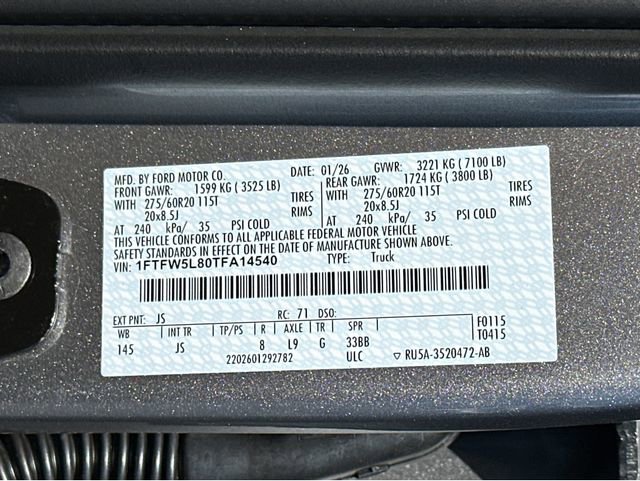 MFD. BY FORD MOTOR CO. DATE: 01/26 GVWR: 3221 KG ( 7100 LB)
FRONT GAWR: 1599 KG ( 3525 LB) REAR GAWR: 1724 KG ( 3800 LB)
WITH 275/60R20 115T TIRES WITH 275/60R20 115T TIRES
20x8.5J RIMS 20x8.5J RIMS
AT 240 kPa/ 35 PSI COLD AT 240 kPa/ 35 PSI COLD
THIS VEHICLE CONFORMS TO ALL APPLICABLE FEDERAL MOTOR VEHICLE
SAFETY STANDARDS IN EFFECT ON THE DATE OF MANUFACTURE SHOWN ABOVE.
VIN: 1FTFW5L80TFA14540 TYPE: Truck
EXT PNT: JS RC: 71 DSO: F0115
WB INT TR TP/PS R AXLE TR SPR T0415
145 JS 8 L9 G 33BB
2202601292782 ULC ▽ RU5A-3520472-AB